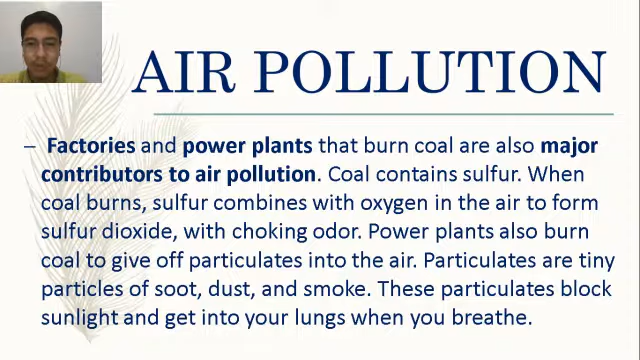 AIR POLLUTION
– Factories and power plants that burn coal are also major
contributors to air pollution. Coal contains sulfur. When
coal burns, sulfur combines with oxygen in the air to form
sulfur dioxide, with choking odor. Power plants also burn
coal to give off particulates into the air. Particulates are tiny
particles of soot, dust, and smoke. These particulates block
sunlight and get into your lungs when you breathe.